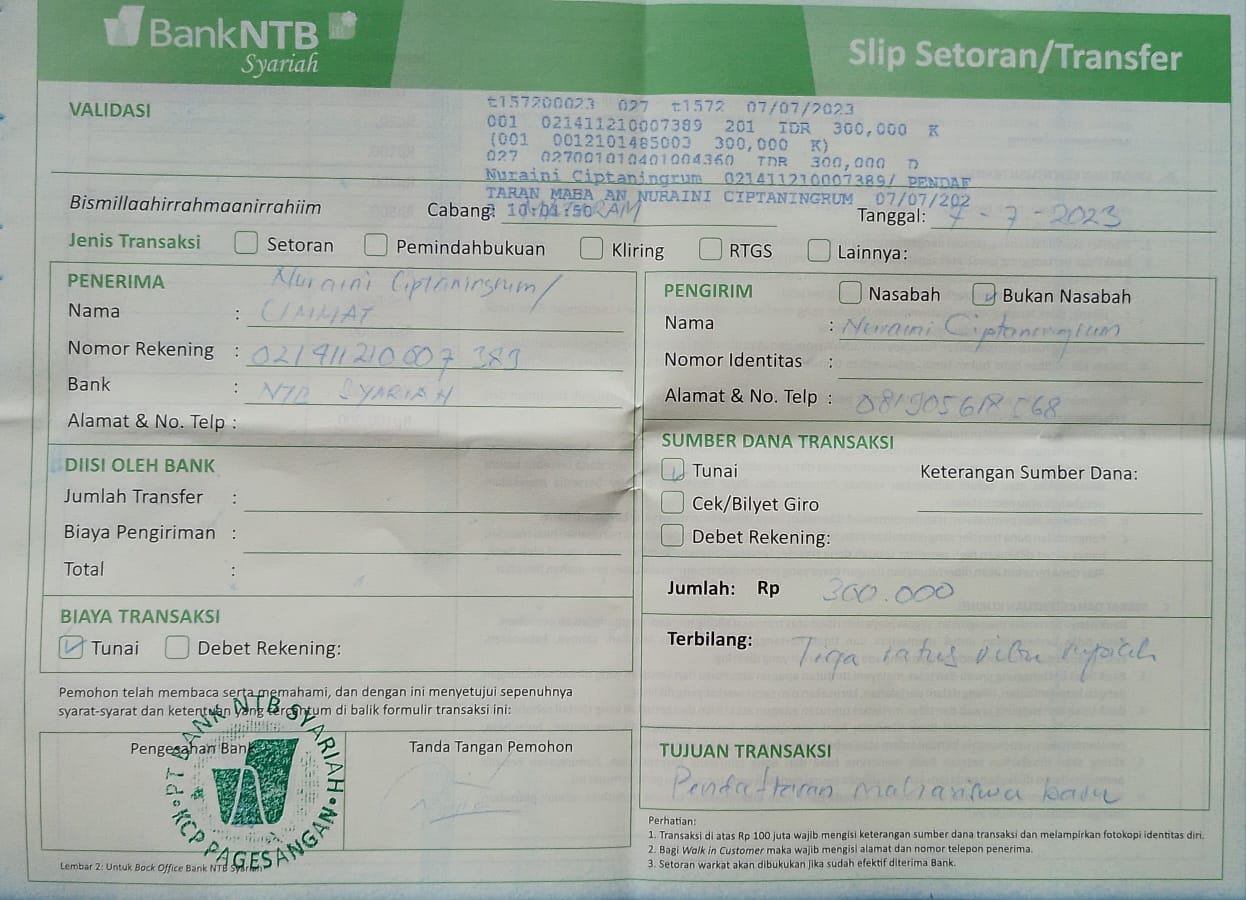 BankNTB
Syariah
Slip Setoran/Transfer
VALIDASI
t157200023 027 t1572 07/07/2023
001 021411210007389 201 IDR 300,000 K
(001 0012101485003 300,000 K)
027 027001010401004360 IDR 300,000 D
Nuraini Ciptaningrum 021411210007389/ PENDAF
TARAN MABA AN NURAINI CIPTANINGRUM 07/07/202
Bismillaahirrahmaanirrahiim
Cabang: 10:01:50
Tanggal: 7 - 7 - 2023
Jenis Transaksi Setoran Pemindahbukuan Kliring RTGS Lainnya:
PENERIMA
Nuraini Ciptaningrum/
Nama :
Nomor Rekening : 021411210007389
Bank : NTB SYARIAH
Alamat & No. Telp :
PENGIRIM Nasabah Bukan Nasabah
Nama : Nuraini Ciptaningrum
Nomor Identitas :
Alamat & No. Telp :
DIISI OLEH BANK
Jumlah Transfer :
Biaya Pengiriman :
Total :
SUMBER DANA TRANSAKSI
Tunai Keterangan Sumber Dana:
Cek/Bilyet Giro
Debet Rekening:
BIAYA TRANSAKSI
Tunai Debet Rekening:
Jumlah: Rp 300.000
Terbilang: Tiga ratus ribu rupiah
Pemohon telah membaca serta memahami, dan dengan ini menyetujui sepenuhnya
syarat-syarat dan ketentuan yang tercantum di balik formulir transaksi ini:
Pengesahan Bank
Tanda Tangan Pemohon
PT BANK NTB SYARIAH
KCP PAGESANGAN
TUJUAN TRANSAKSI
Pendaftaran mahasiswa baru
Perhatian:
1. Transaksi di atas Rp 100 juta wajib mengisi keterangan sumber dana transaksi dan melampirkan fotokopi identitas diri.
2. Bagi Walk in Customer maka wajib mengisi alamat dan nomor telepon penerima.
3. Setoran warkat akan dibukukan jika sudah efektif diterima Bank.
Lembar 2: Untuk Back Office Bank NTB Syariah